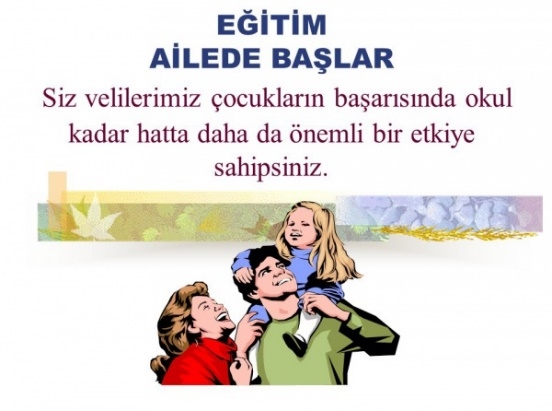 EĞİTİM
AİLEDE BAŞLAR
Siz velilerimiz çocukların başarısında okul
kadar hatta daha da önemli bir etkiye
sahipsiniz.